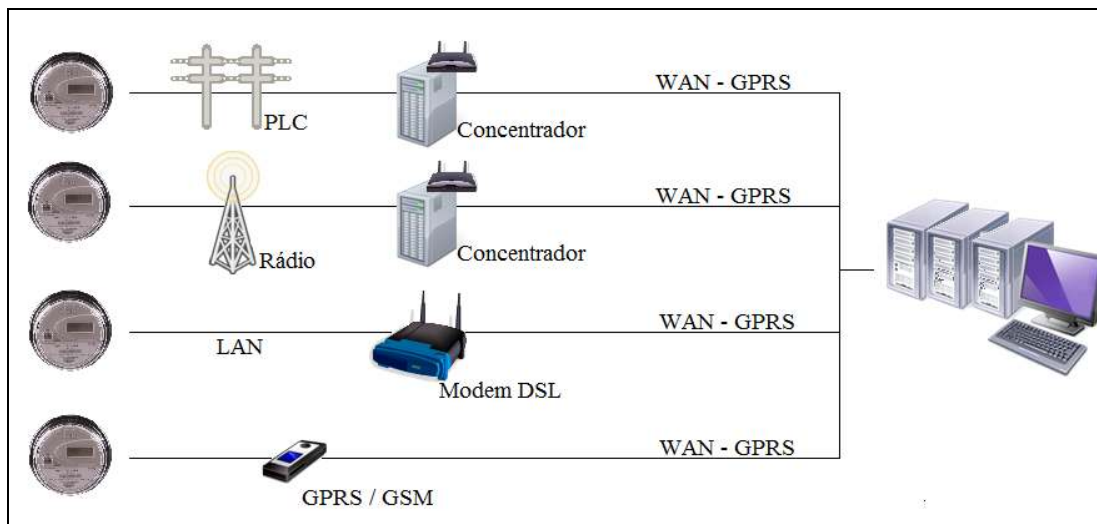 WAN - GPRS
PLC
Concentrador
WAN - GPRS
Rádio
Concentrador
WAN - GPRS
LAN
Modem DSL
WAN - GPRS
GPRS / GSM